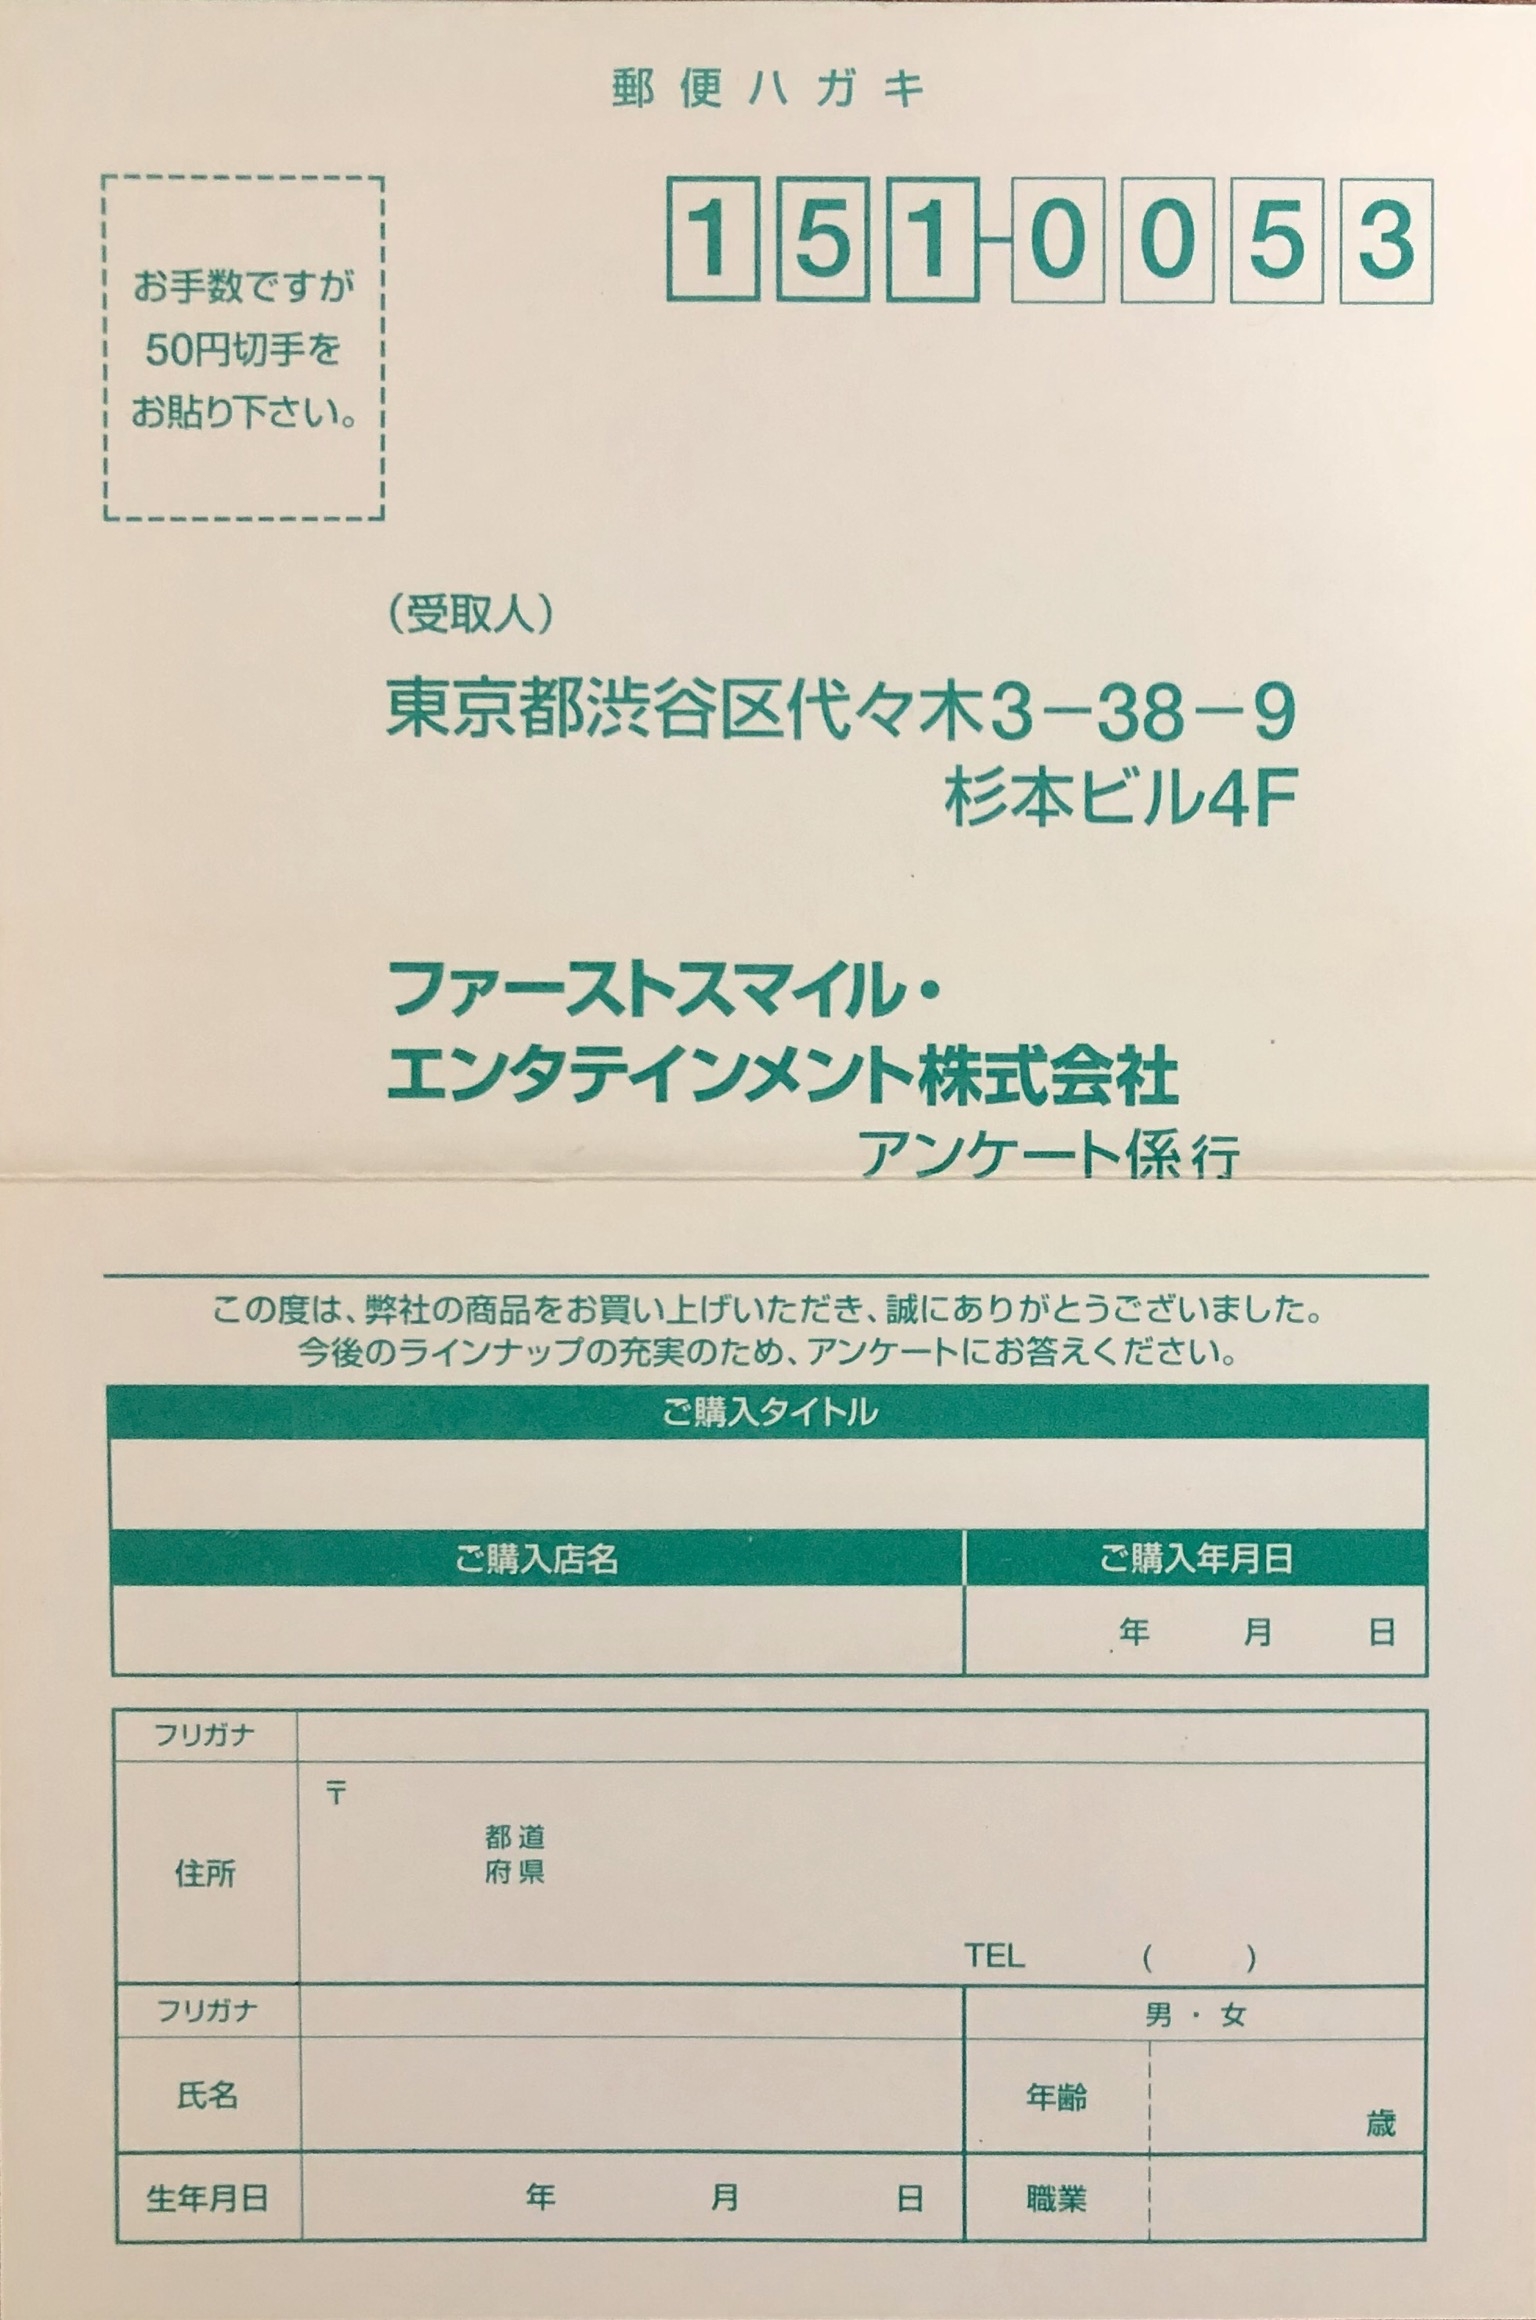 郵便ハガキ
151-0053
お手数ですが
50円切手を
お貼り下さい。
(受取人)
東京都渋谷区代々木3-38-9
杉本ビル4F
ファーストスマイル・
エンタテインメント株式会社
アンケート係 行
この度は、弊社の商品をお買い上げいただき、誠にありがとうございました。
今後のラインナップの充実のため、アンケートにお答えください。
ご購入タイトル
ご購入店名 ご購入年月日
年 月 日
フリガナ
〒
都道
府県
住所
TEL ( )
フリガナ 男・女
氏名 年齢 歳
生年月日 年 月 日 職業